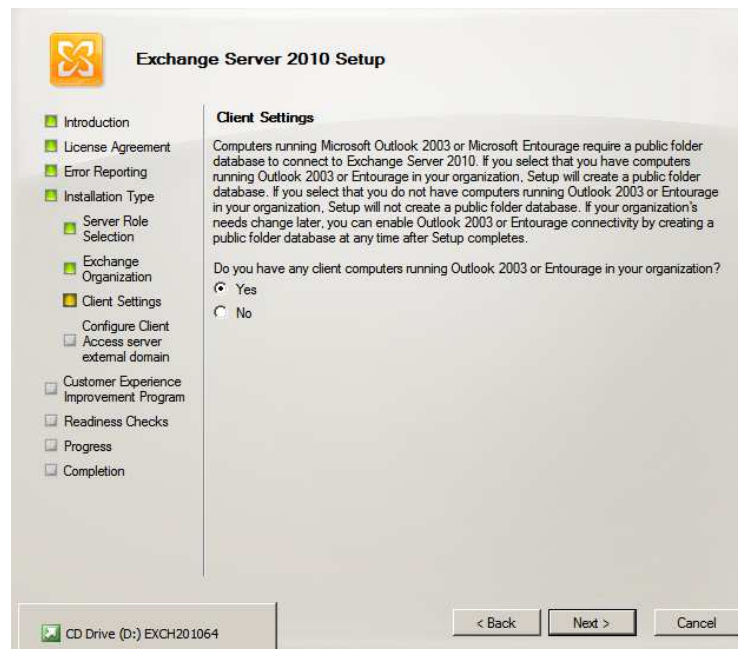 Exchange Server 2010 Setup
Introduction
License Agreement
Error Reporting
Installation Type
Server Role
Selection
Exchange
Organization
Client Settings
Configure Client
Access server
external domain
Customer Experience
Improvement Program
Readiness Checks
Progress
Completion
Client Settings
Computers running Microsoft Outlook 2003 or Microsoft Entourage require a public folder
database to connect to Exchange Server 2010. If you select that you have computers
running Outlook 2003 or Entourage in your organization, Setup will create a public folder
database. If you select that you do not have computers running Outlook 2003 or Entourage
in your organization, Setup will not create a public folder database. If your organization's
needs change later, you can enable Outlook 2003 or Entourage connectivity by creating a
public folder database at any time after Setup completes.
Do you have any client computers running Outlook 2003 or Entourage in your organization?
Yes
No
CD Drive (D:) EXCH201064
< Back
Next >
Cancel